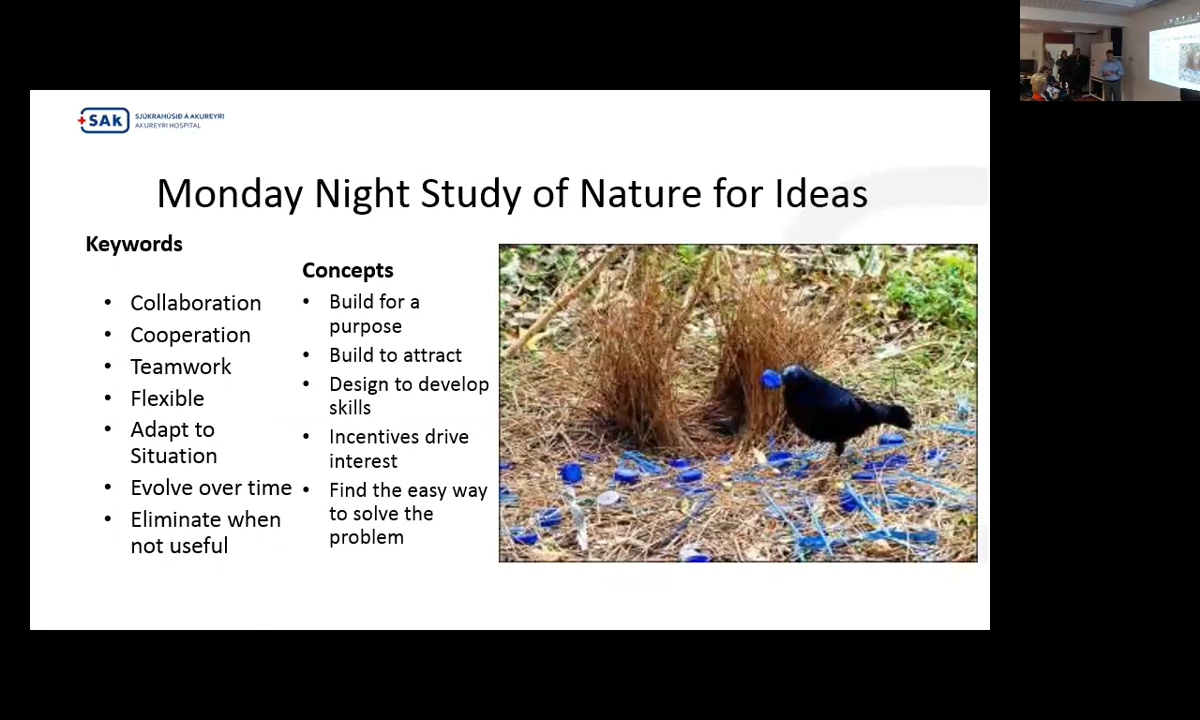 +SAk
SJÚKRAHÚSIÐ Á AKUREYRI
AKUREYRI HOSPITAL
Monday Night Study of Nature for Ideas
Keywords
• Collaboration
• Cooperation
• Teamwork
• Flexible
• Adapt to
Situation
• Evolve over time
• Eliminate when
not useful
Concepts
• Build for a
purpose
• Build to attract
• Design to develop
skills
• Incentives drive
interest
• Find the easy way
to solve the
problem